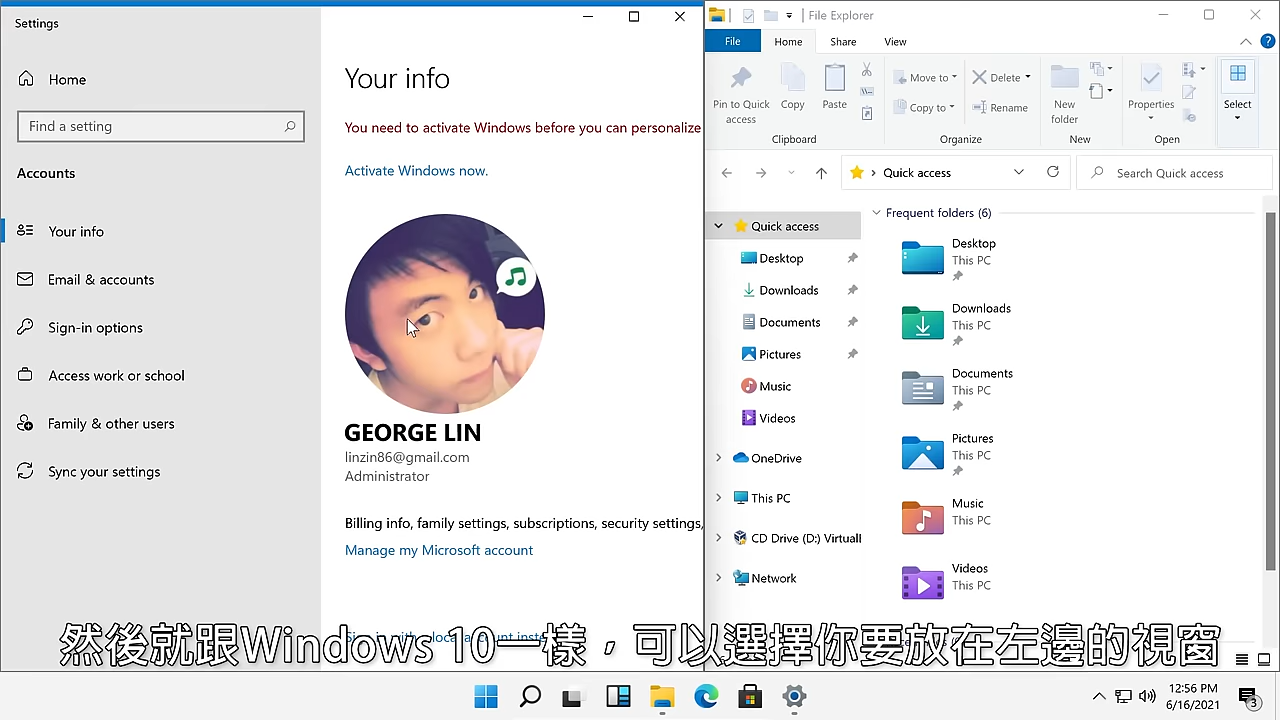 Settings
Home
Find a setting
Accounts
Your info
Email & accounts
Sign-in options
Access work or school
Family & other users
Sync your settings
Your info
You need to activate Windows before you can personalize
Activate Windows now.
GEORGE LIN
linzin86@gmail.com
Administrator
Billing info, family settings, subscriptions, security settings,
Manage my Microsoft account
File Explorer
File Home Share View
Pin to Quick access
Copy
Paste
Clipboard
Move to
Copy to
Delete
Rename
Organize
New folder
New
Properties
Open
Select
Quick access
Search Quick access
Quick access
Desktop
Downloads
Documents
Pictures
Music
Videos
OneDrive
This PC
CD Drive (D:) Virtuall
Network
Frequent folders (6)
Desktop
This PC
Downloads
This PC
Documents
This PC
Pictures
This PC
Music
This PC
Videos
This PC
然後就跟Windows 10一樣，可以選擇你要放在左邊的視窗
12:56 PM
6/16/2021
3